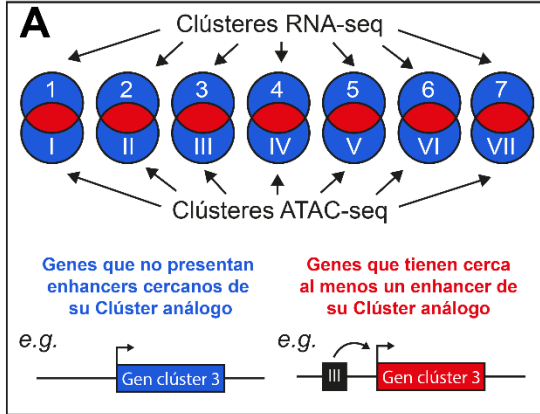 A
Clústeres RNA-seq
1 2 3 4 5 6 7
I II III IV V VI VII
Clústeres ATAC-seq
Genes que no presentan
enhancers cercanos de
su Clúster análogo
e.g.
Gen clúster 3
Genes que tienen cerca
al menos un enhancer de
su Clúster análogo
e.g.
III
Gen clúster 3